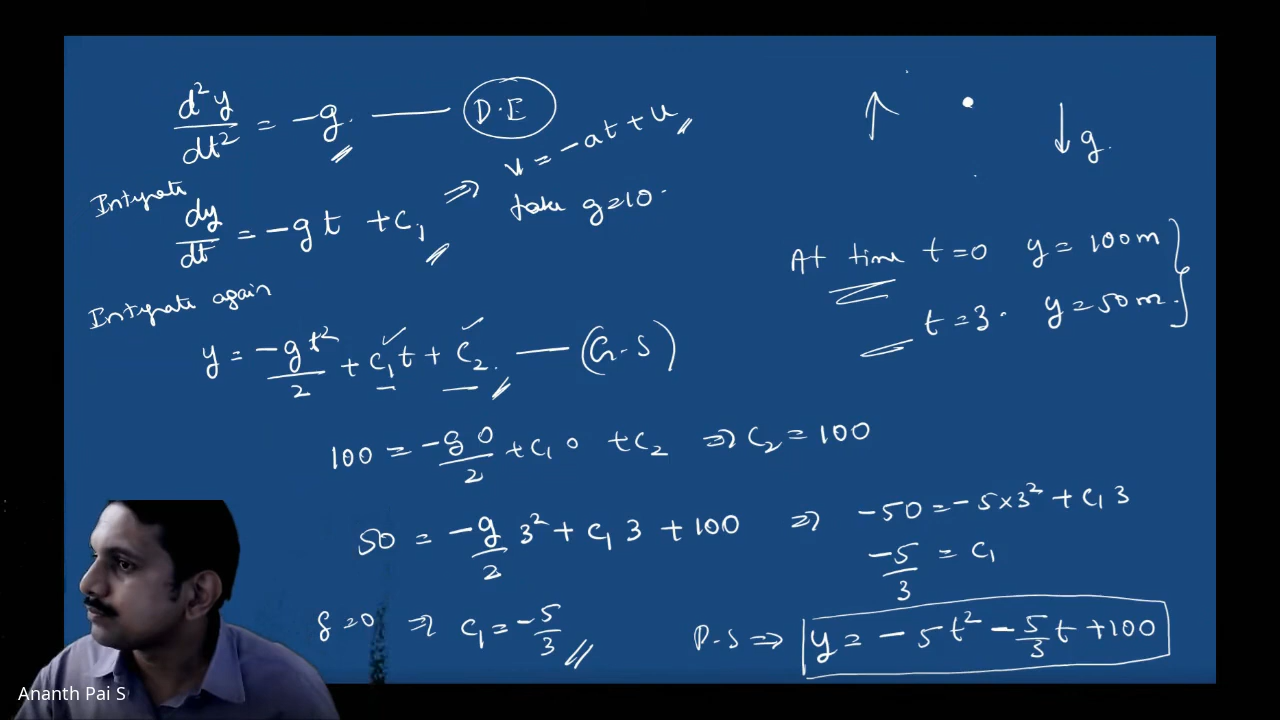 d²y/dt² = -g. — D.E
v = -at + u
Integrate
dy/dt = -gt + c₁ ⇒ take g=10
↓ g.
At time t=0 y = 100m
t=3. y=50m.
Integrate again
y = -gt²/2 + c₁t + c₂. — (G.S)
100 = -g0/2 + c₁0 + c₂ ⇒ c₂ = 100
50 = -g/2 3² + c₁3 + 100 ⇒ -50 = -5×3² + c₁3
-5/3 = c₁
⇒ c₁ = -5/3
P.S ⇒ y = -5t² - 5/3t + 100
Ananth Pai S